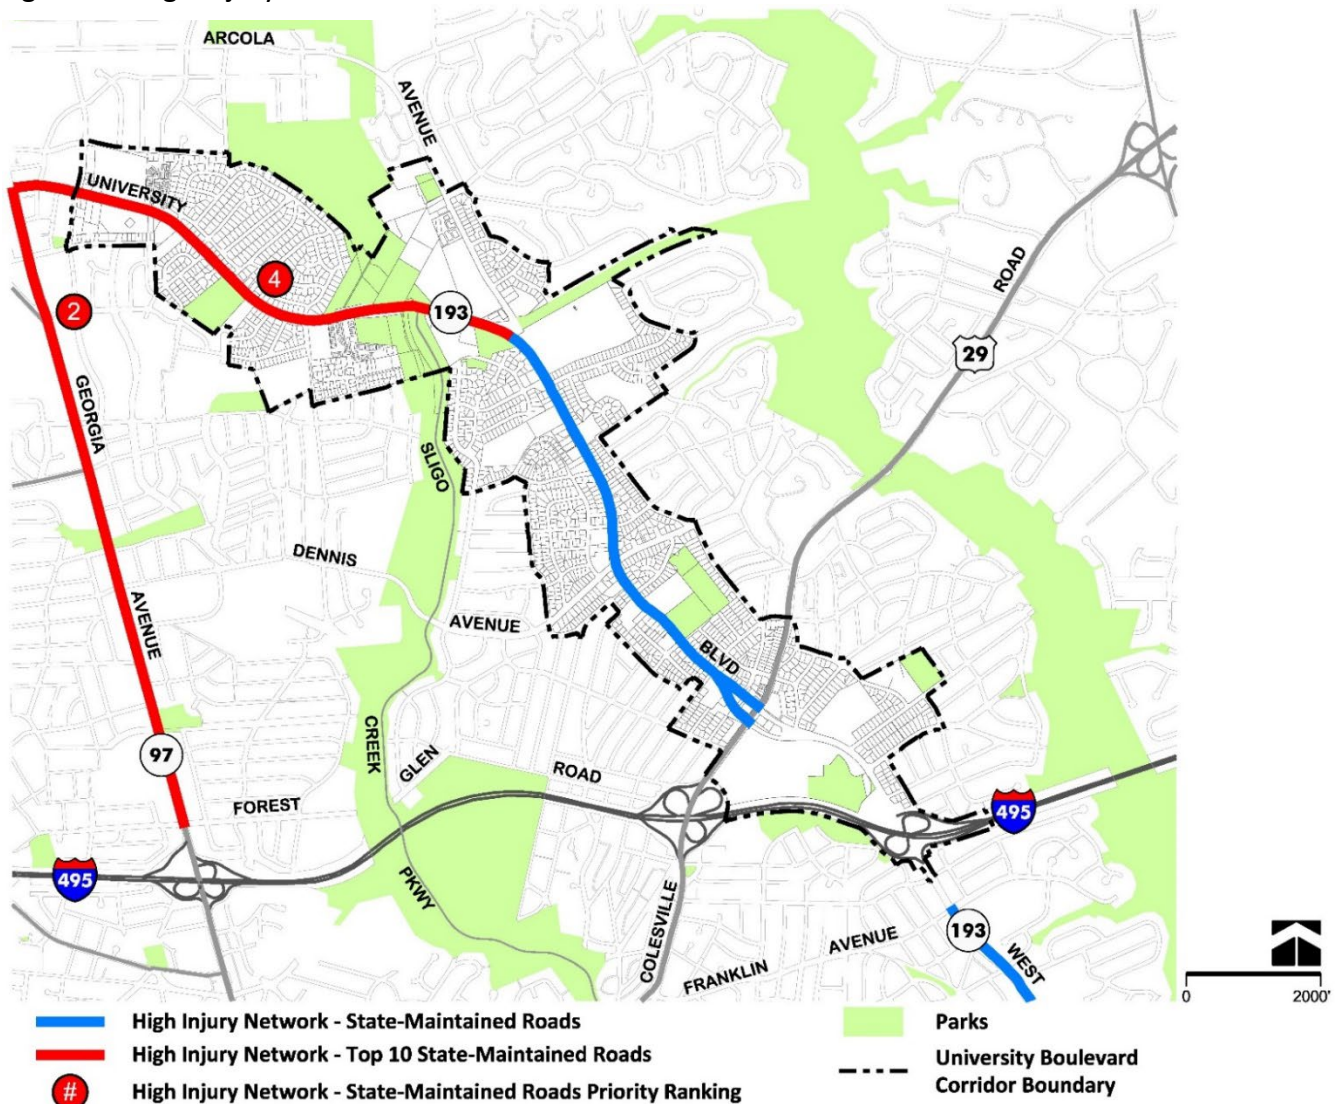 ARCOLA
AVENUE
UNIVERSITY
4
2
193
ROAD
29
GEORGIA
SLIGO
DENNIS
AVENUE
AVENUE
BLVD
97
CREEK
GLEN
ROAD
FOREST
495
495
PKWY
COLESVILLE
FRANKLIN
AVENUE
193
WEST
0 2000'
High Injury Network - State-Maintained Roads
High Injury Network - Top 10 State-Maintained Roads
# High Injury Network - State-Maintained Roads Priority Ranking
Parks
University Boulevard
Corridor Boundary